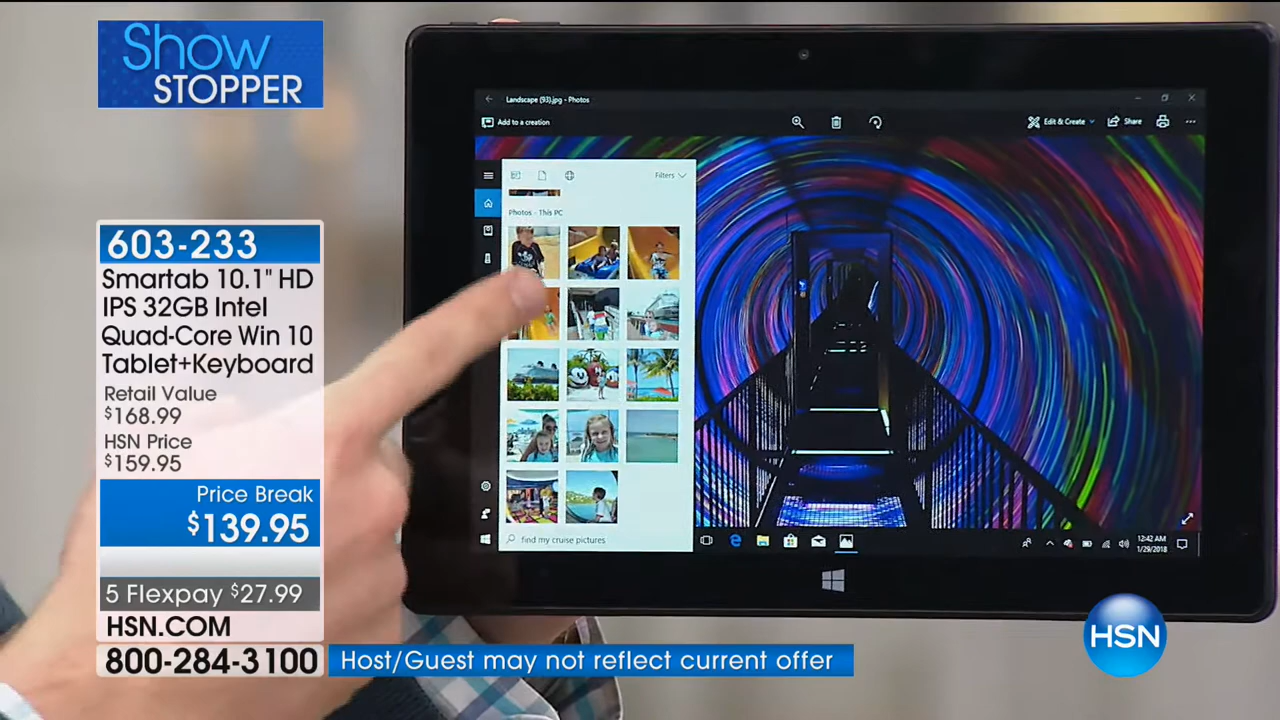 Show
STOPPER
603-233
Smartab 10.1" HD
IPS 32GB Intel
Quad-Core Win 10
Tablet+Keyboard
Retail Value
$168.99
HSN Price
$159.95
Price Break
$139.95
5 Flexpay $27.99
HSN.COM
800-284-3100
Host/Guest may not reflect current offer
HSN
Landscape (93).jpg - Photos
Add to a creation
Edit & Create
Share
Filters
Photos - This PC
find my cruise pictures
12:42 AM
1/29/2018